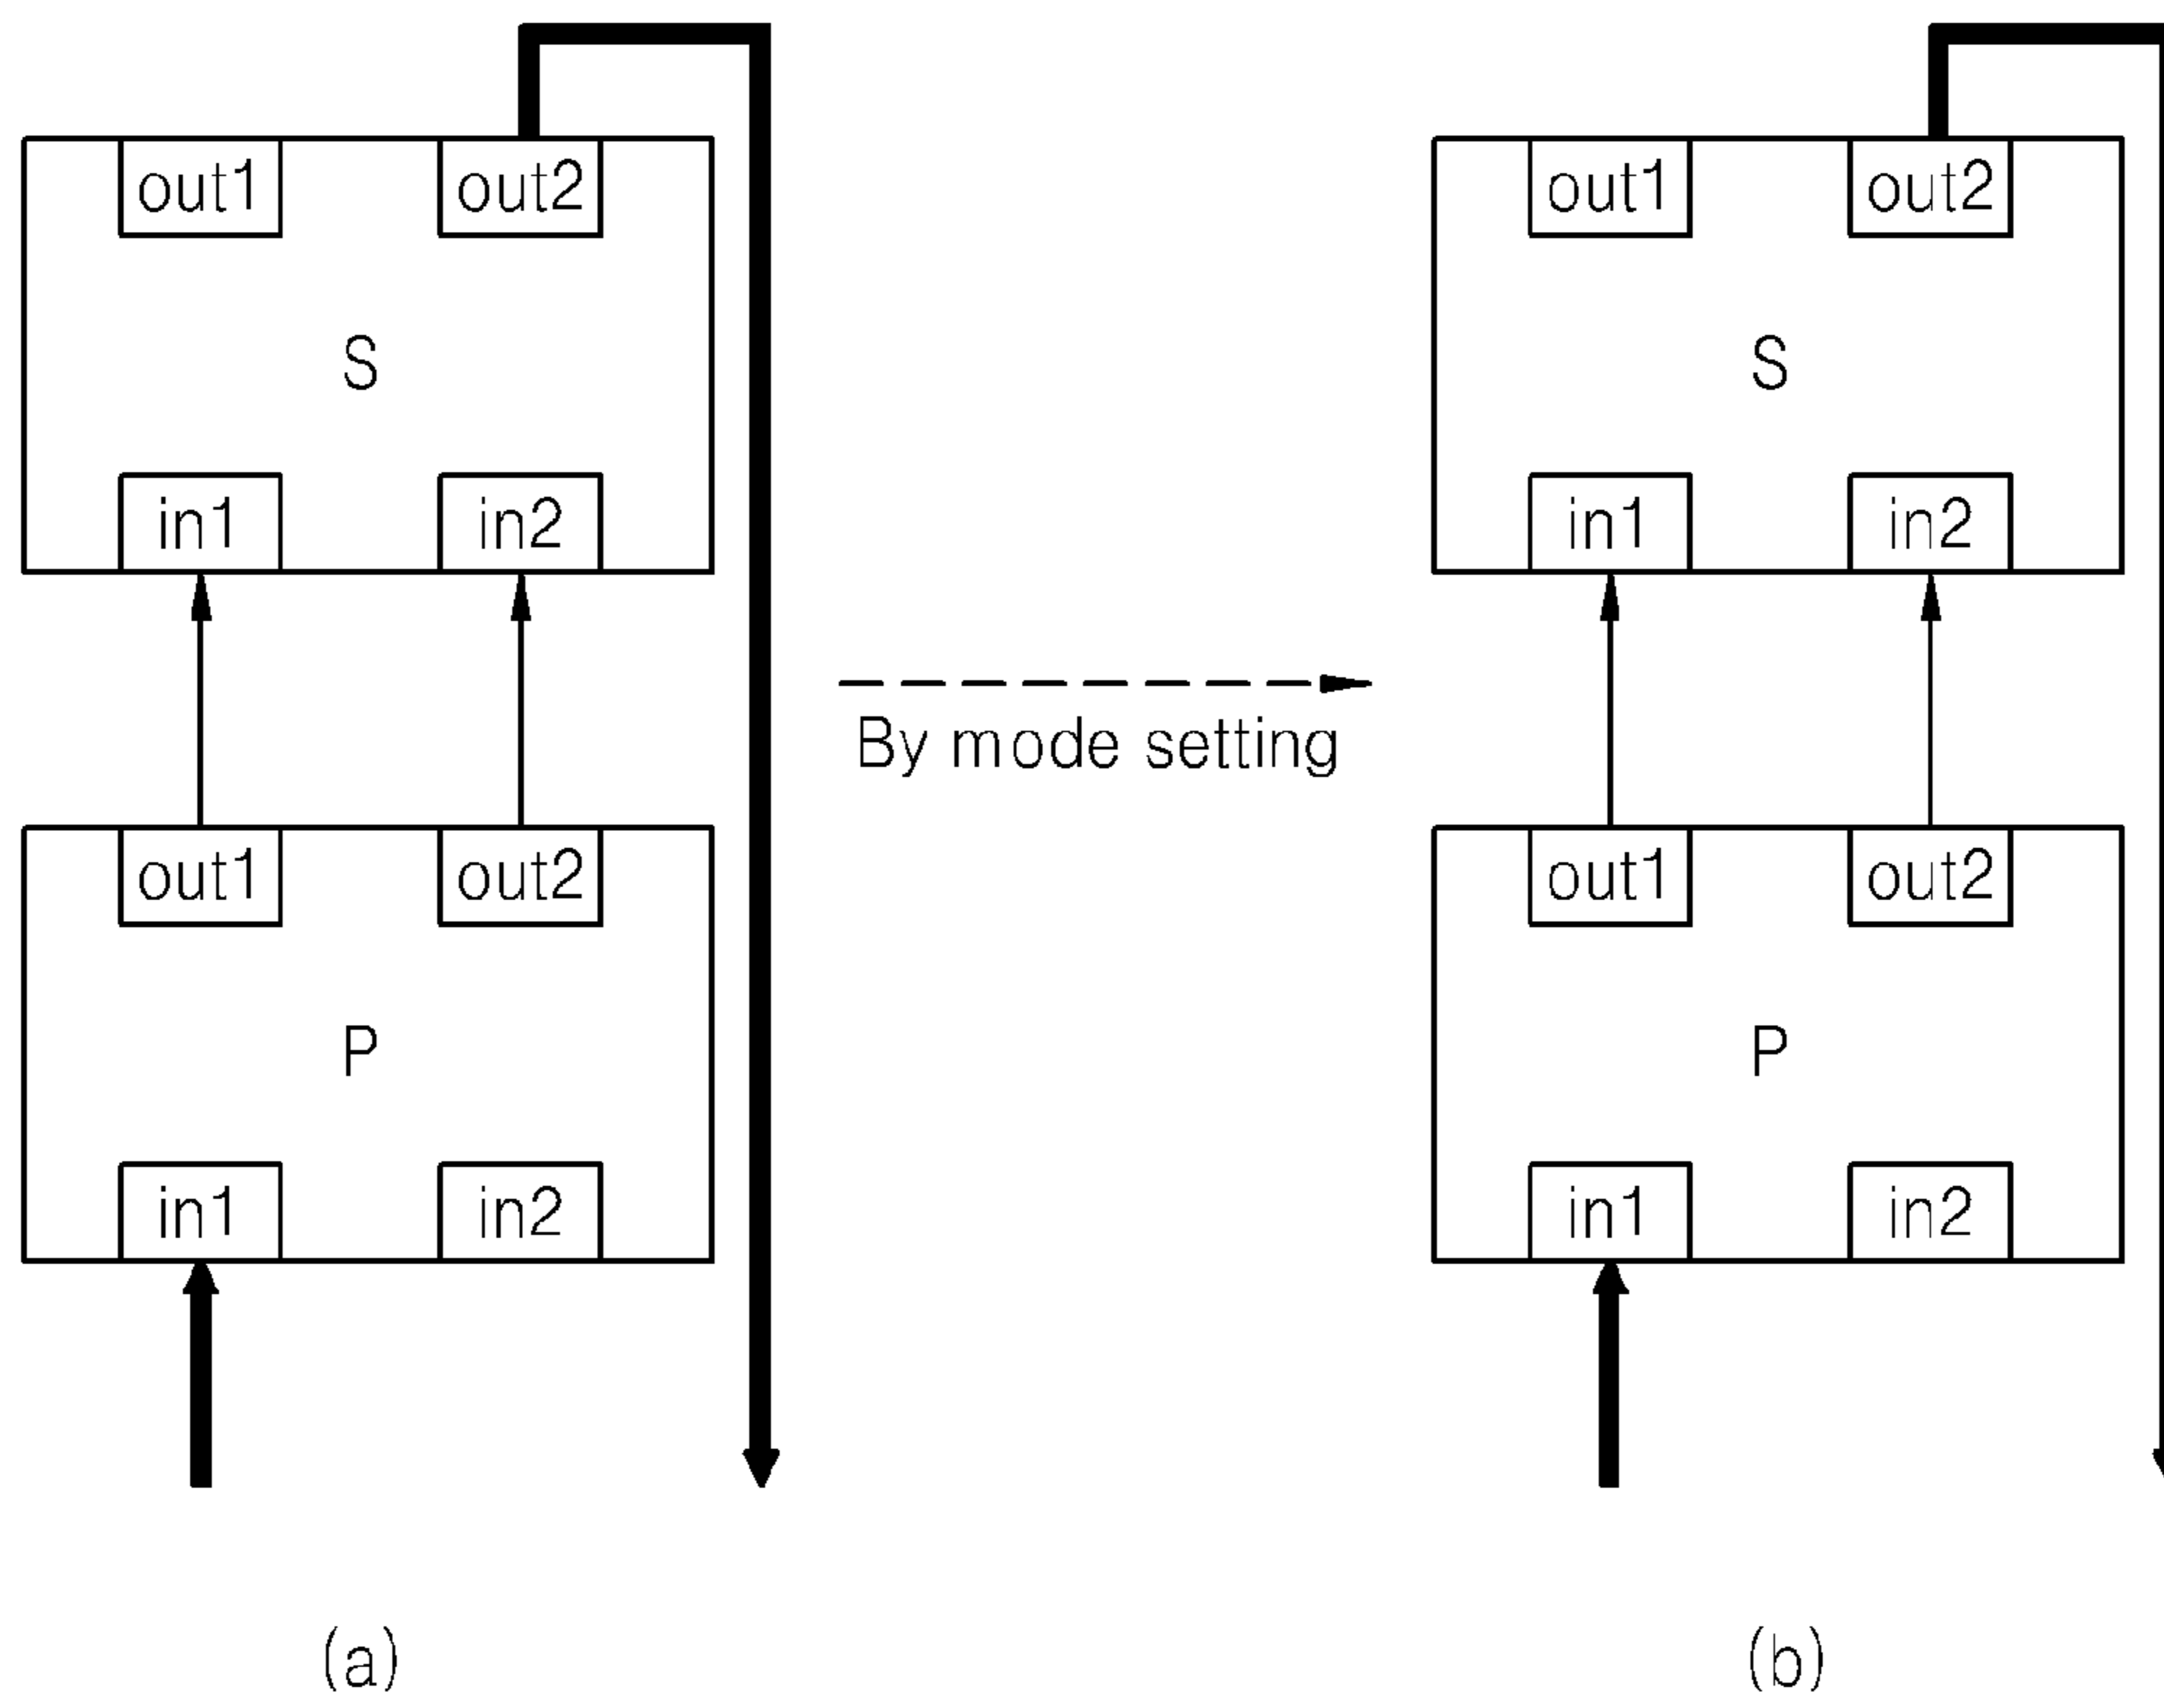 out1 out2
S
in1 in2
out1 out2
P
in1 in2
(a)
By mode setting
out1 out2
S
in1 in2
out1 out2
P
in1 in2
(b)